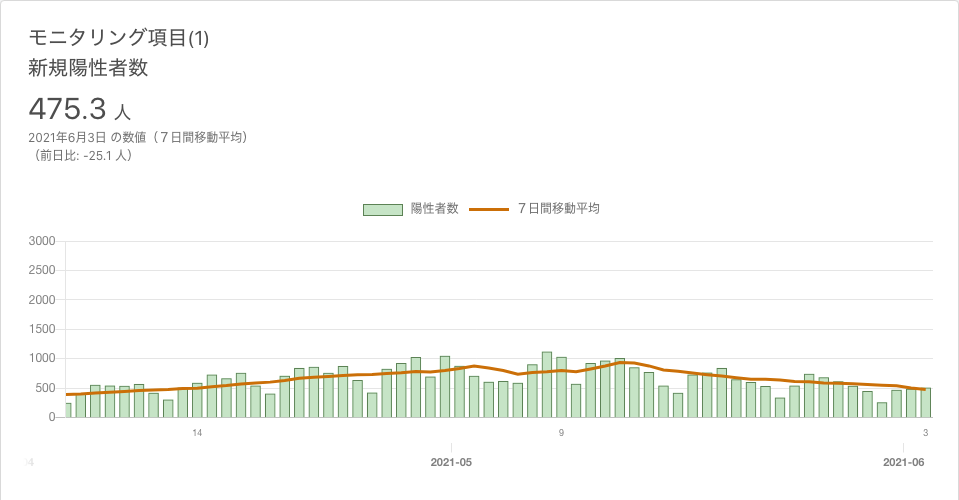 モニタリング項目(1)
新規陽性者数
475.3 人
2021年6月3日 の数値（７日間移動平均）
（前日比: -25.1 人）
陽性者数 ７日間移動平均
3000
2500
2000
1500
1000
500
0
14 9 3
2021-05 2021-06